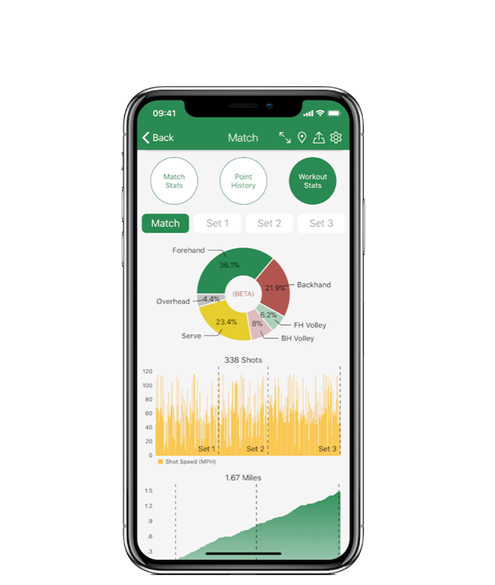 09:41
Back
Match
Match
Stats
Point
History
Workout
Stats
Match
Set 1
Set 2
Set 3
Forehand
36.1%
21.9%
Backhand
(BETA)
Overhead
4.4%
6.2%
FH Volley
23.4%
8%
Serve
BH Volley
338 Shots
120
100
80
60
40
20
0
Set 1
Set 2
Set 3
Shot Speed (MPH)
1.67 Miles
1.5
1.2
.9
.6
.3